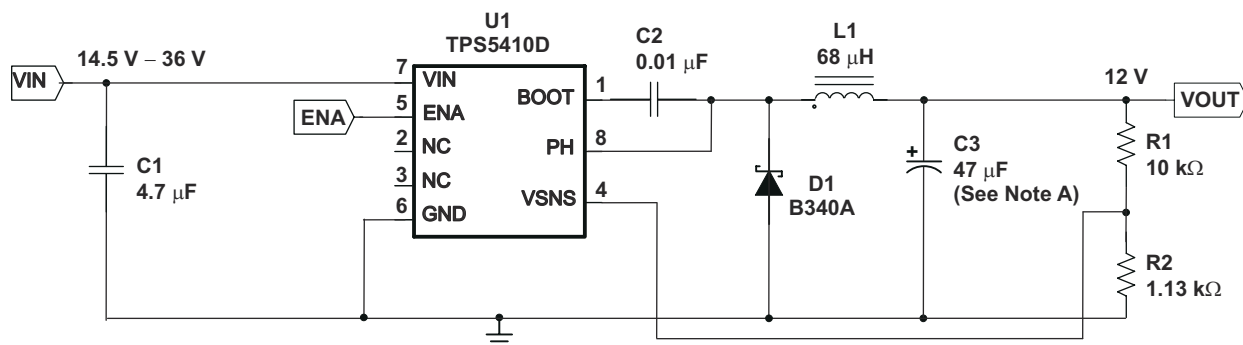 U1
TPS5410D
C2
0.01 μF
L1
68 μH
14.5 V – 36 V
12 V
VIN
VOUT
7
VIN
5
ENA
ENA
2
NC
3
NC
6
GND
BOOT
1
PH
8
VSNS
4
C1
4.7 μF
D1
B340A
+
C3
47 μF
(See Note A)
R1
10 kΩ
R2
1.13 kΩ